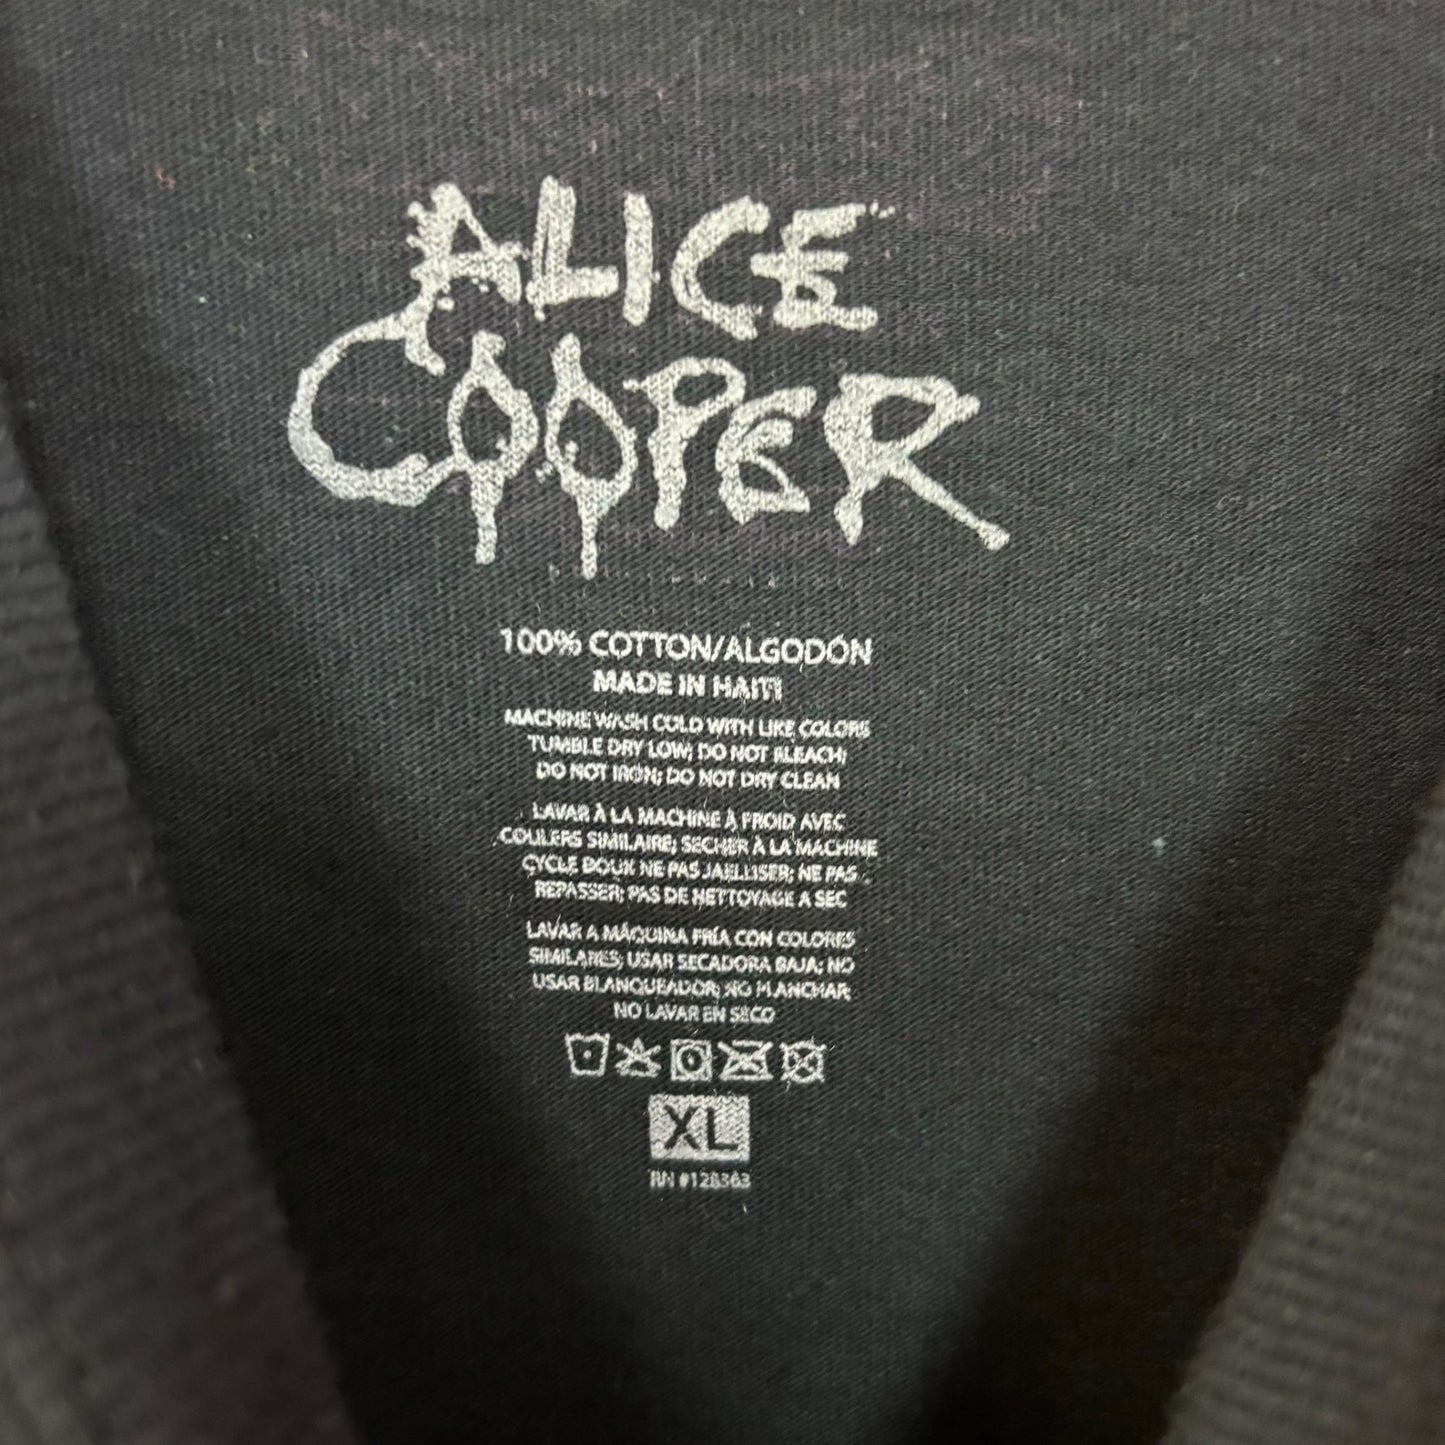 ALICE
COOPER
100% COTTON/ALGODÓN
MADE IN HAITI
MACHINE WASH COLD WITH LIKE COLORS
TUMBLE DRY LOW; DO NOT BLEACH;
DO NOT IRON; DO NOT DRY CLEAN
LAVAR À LA MACHINE À FROID AVEC
COULERS SIMILAIRE; SECHER A LA MACHINE
CYCLE DOUX NE PAS JAELLISER; NE PAS
REPASSER; PAS DE NETTOYAGE A SEC
LAVAR A MÁQUINA FRÍA CON COLORES
SIMILARES; USAR SECADORA BAJA; NO
USAR BLANQUEADOR; NO PLANCHAR
NO LAVAR EN SECO
XL
RN #128363